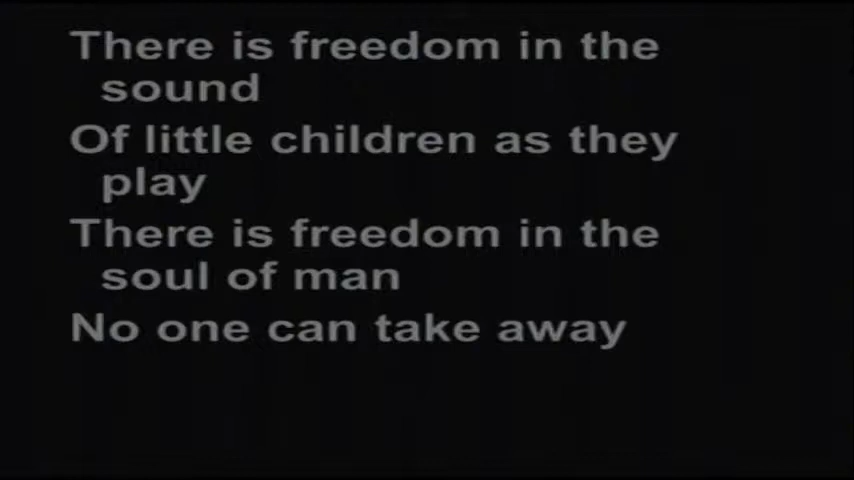 There is freedom in the
sound
Of little children as they
play
There is freedom in the
soul of man
No one can take away